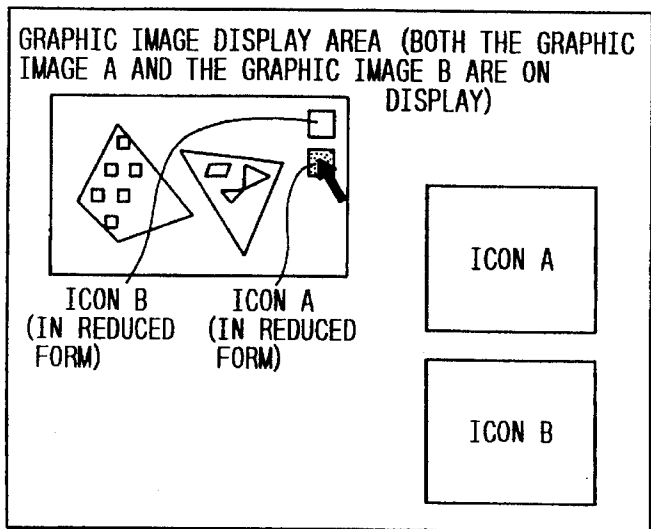 GRAPHIC IMAGE DISPLAY AREA (BOTH THE GRAPHIC
IMAGE A AND THE GRAPHIC IMAGE B ARE ON
DISPLAY)
ICON B
(IN REDUCED
FORM)
ICON A
(IN REDUCED
FORM)
ICON A
ICON B